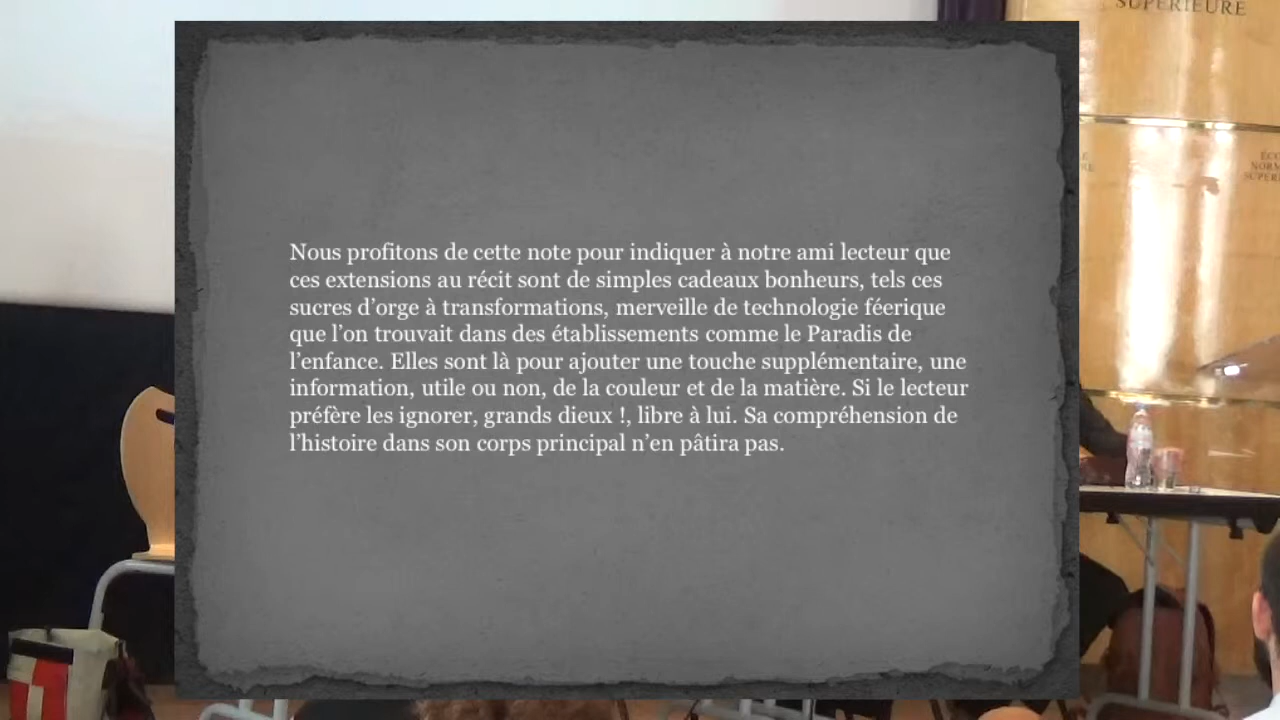 SUPÉRIEURE
Nous profitons de cette note pour indiquer à notre ami lecteur que
ces extensions au récit sont de simples cadeaux bonheurs, tels ces
sucres d’orge à transformations, merveille de technologie féerique
que l’on trouvait dans des établissements comme le Paradis de
l’enfance. Elles sont là pour ajouter une touche supplémentaire, une
information, utile ou non, de la couleur et de la matière. Si le lecteur
préfère les ignorer, grands dieux !, libre à lui. Sa compréhension de
l’histoire dans son corps principal n’en pâtira pas.